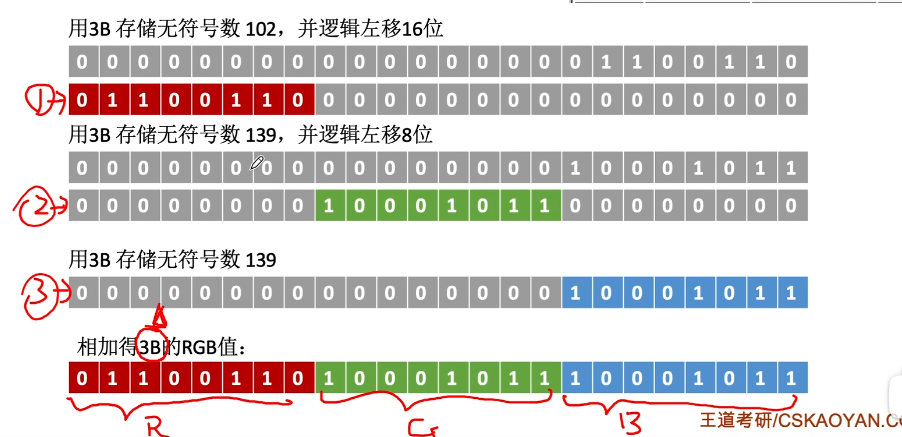 用3B 存储无符号数 102，并逻辑左移16位
0 0 0 0 0 0 0 0 0 0 0 0 0 0 0 0 0 1 1 0 0 1 1 0
① 0 1 1 0 0 1 1 0 0 0 0 0 0 0 0 0 0 0 0 0 0 0 0 0
用3B 存储无符号数 139，并逻辑左移8位
0 0 0 0 0 0 0 0 0 0 0 0 0 0 0 0 1 0 0 0 1 0 1 1
② 0 0 0 0 0 0 0 0 1 0 0 0 1 0 1 1 0 0 0 0 0 0 0 0
用3B 存储无符号数 139
③ 0 0 0 0 0 0 0 0 0 0 0 0 0 0 0 0 1 0 0 0 1 0 1 1
相加得3B的RGB值：
0 1 1 0 0 1 1 0 1 0 0 0 1 0 1 1 1 0 0 0 1 0 1 1
R G B
王道考研/CSKAOYAN.C